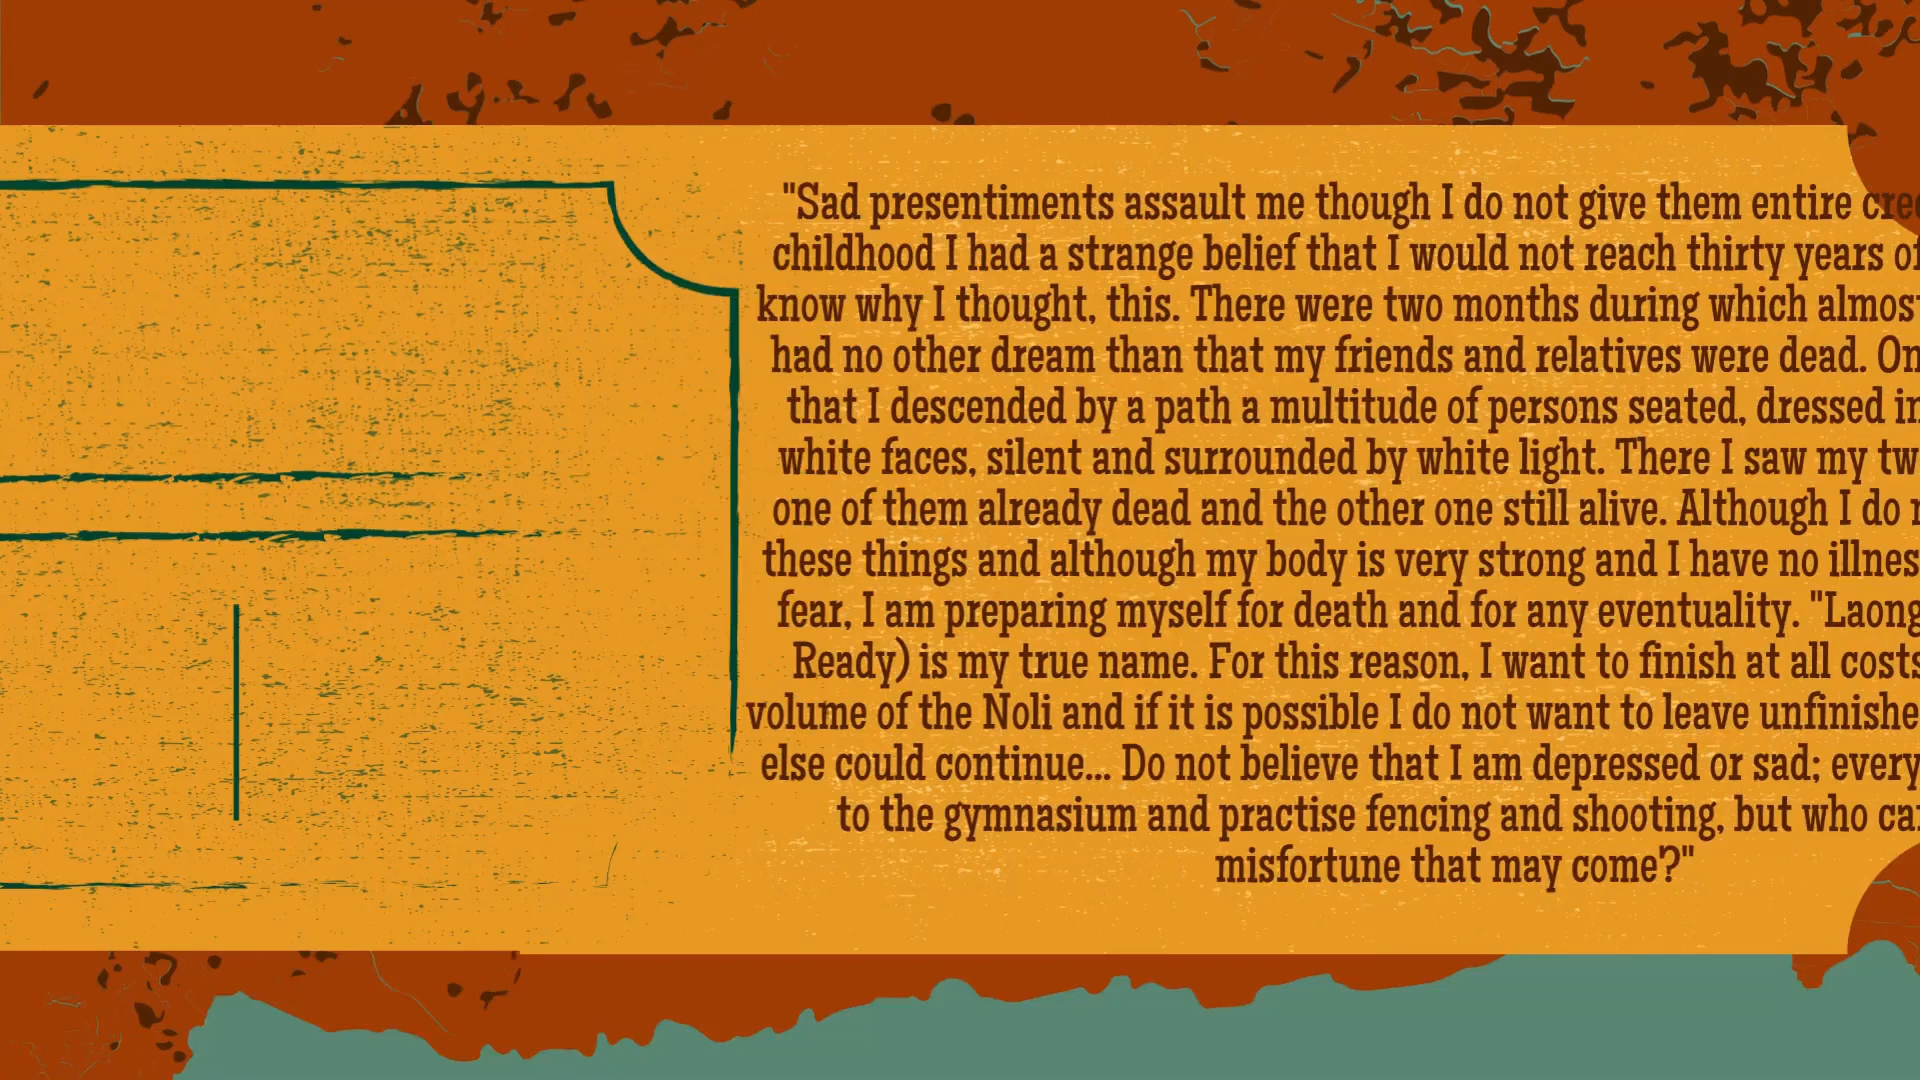 "Sad presentiments assault me though I do not give them entire
childhood I had a strange belief that I would not reach thirty years
know why I thought, this. There were two months during which
had no other dream than that my friends and relatives were dead.
that I descended by a path a multitude of persons seated, dressed
white faces, silent and surrounded by white light. There I saw my
one of them already dead and the other one still alive. Although I do
these things and although my body is very strong and I have no
fear, I am preparing myself for death and for any eventuality. "Laong
Ready) is my true name. For this reason, I want to finish at all costs
volume of the Noli and if it is possible I do not want to leave
else could continue... Do not believe that I am depressed or sad; every
to the gymnasium and practise fencing and shooting, but who
misfortune that may come?"